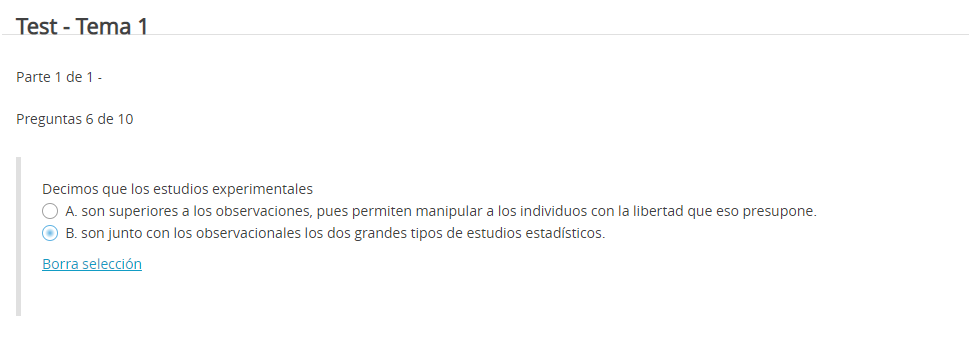 Test - Tema 1
Parte 1 de 1 -
Preguntas 6 de 10
Decimos que los estudios experimentales
A. son superiores a los observaciones, pues permiten manipular a los individuos con la libertad que eso presupone.
B. son junto con los observacionales los dos grandes tipos de estudios estadísticos.
Borra selección